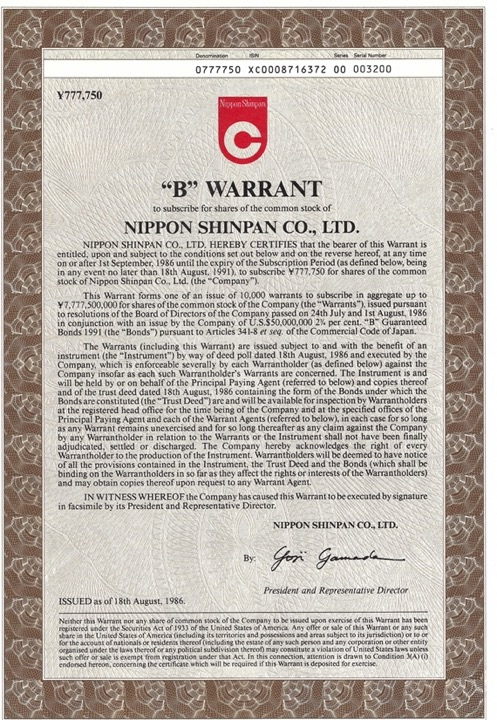 Denomination ISIN Series Serial Number
0777750 XC0008716372 00 003200
¥777,750
Nippon Shinpan
C
“B” WARRANT
to subscribe for shares of the common stock of
NIPPON SHINPAN CO., LTD.
NIPPON SHINPAN CO., LTD. HEREBY CERTIFIES that the bearer of this Warrant is
entitled, upon and subject to the conditions set out below and on the reverse hereof, at any time
on or after 1st September, 1986 until the expiry of the Subscription Period (as defined below, being
in any event no later than 18th August, 1991), to subscribe ¥777,750 for shares of the common
stock of Nippon Shinpan Co., Ltd. (the “Company”).
This Warrant forms one of an issue of 10,000 warrants to subscribe in aggregate up to
¥7,777,500,000 for shares of the common stock of the Company (the “Warrants”), issued pursuant
to resolutions of the Board of Directors of the Company passed on 24th July and 1st August, 1986
in conjunction with an issue by the Company of U.S.$50,000,000 2⅞ per cent. “B” Guaranteed
Bonds 1991 (the “Bonds”) pursuant to Articles 341-8 et seq. of the Commercial Code of Japan.
The Warrants (including this Warrant) are issued subject to and with the benefit of an
instrument (the “Instrument”) by way of deed poll dated 18th August, 1986 and executed by the
Company, which is enforceable severally by each Warrantholder (as defined below) against the
Company insofar as each such Warrantholder's Warrants are concerned. The Instrument is and
will be held by or on behalf of the Principal Paying Agent (referred to below) and copies thereof
and of the trust deed dated 18th August, 1986 containing the form of the Bonds under which the
Bonds are constituted (the “Trust Deed”) are and will be available for inspection by Warrantholders
at the registered head office for the time being of the Company and at the specified offices of the
Principal Paying Agent and each of the Warrant Agents (referred to below), in each case for so long
as any Warrant remains unexercised and for so long thereafter as any claim against the Company
by any Warrantholder in relation to the Warrants or the Instrument shall not have been finally
adjudicated, settled or discharged. The Company hereby acknowledges the right of every
Warrantholder to the production of the Instrument. Warrantholders will be deemed to have notice
of all the provisions contained in the Instrument, the Trust Deed and the Bonds (which shall be
binding on the Warrantholders in so far as they affect the rights or interests of the Warrantholders)
and may obtain copies thereof upon request to any Warrant Agent.
IN WITNESS WHEREOF the Company has caused this Warrant to be executed by signature
in facsimile by its President and Representative Director.
NIPPON SHINPAN CO., LTD.
By: Yoji Yamada
President and Representative Director
ISSUED as of 18th August, 1986.
Neither this Warrant nor any share of common stock of the Company to be issued upon exercise of this Warrant has been
registered under the Securities Act of 1933 of the United States of America. Any offer or sale of this Warrant or any such
share in the United States of America (including its territories and possessions and areas subject to its jurisdiction) or to or
for the account of nationals or residents thereof (including the estate of any such person and any corporation or other entity
organised under the laws thereof or any political subdivision thereof) may constitute a violation of United States laws unless
such offer or sale is exempt from registration under that Act. In this connection, attention is drawn to Condition 3(A)(i)
endorsed hereon, concerning the certificate which will be required if this Warrant is deposited for exercise.